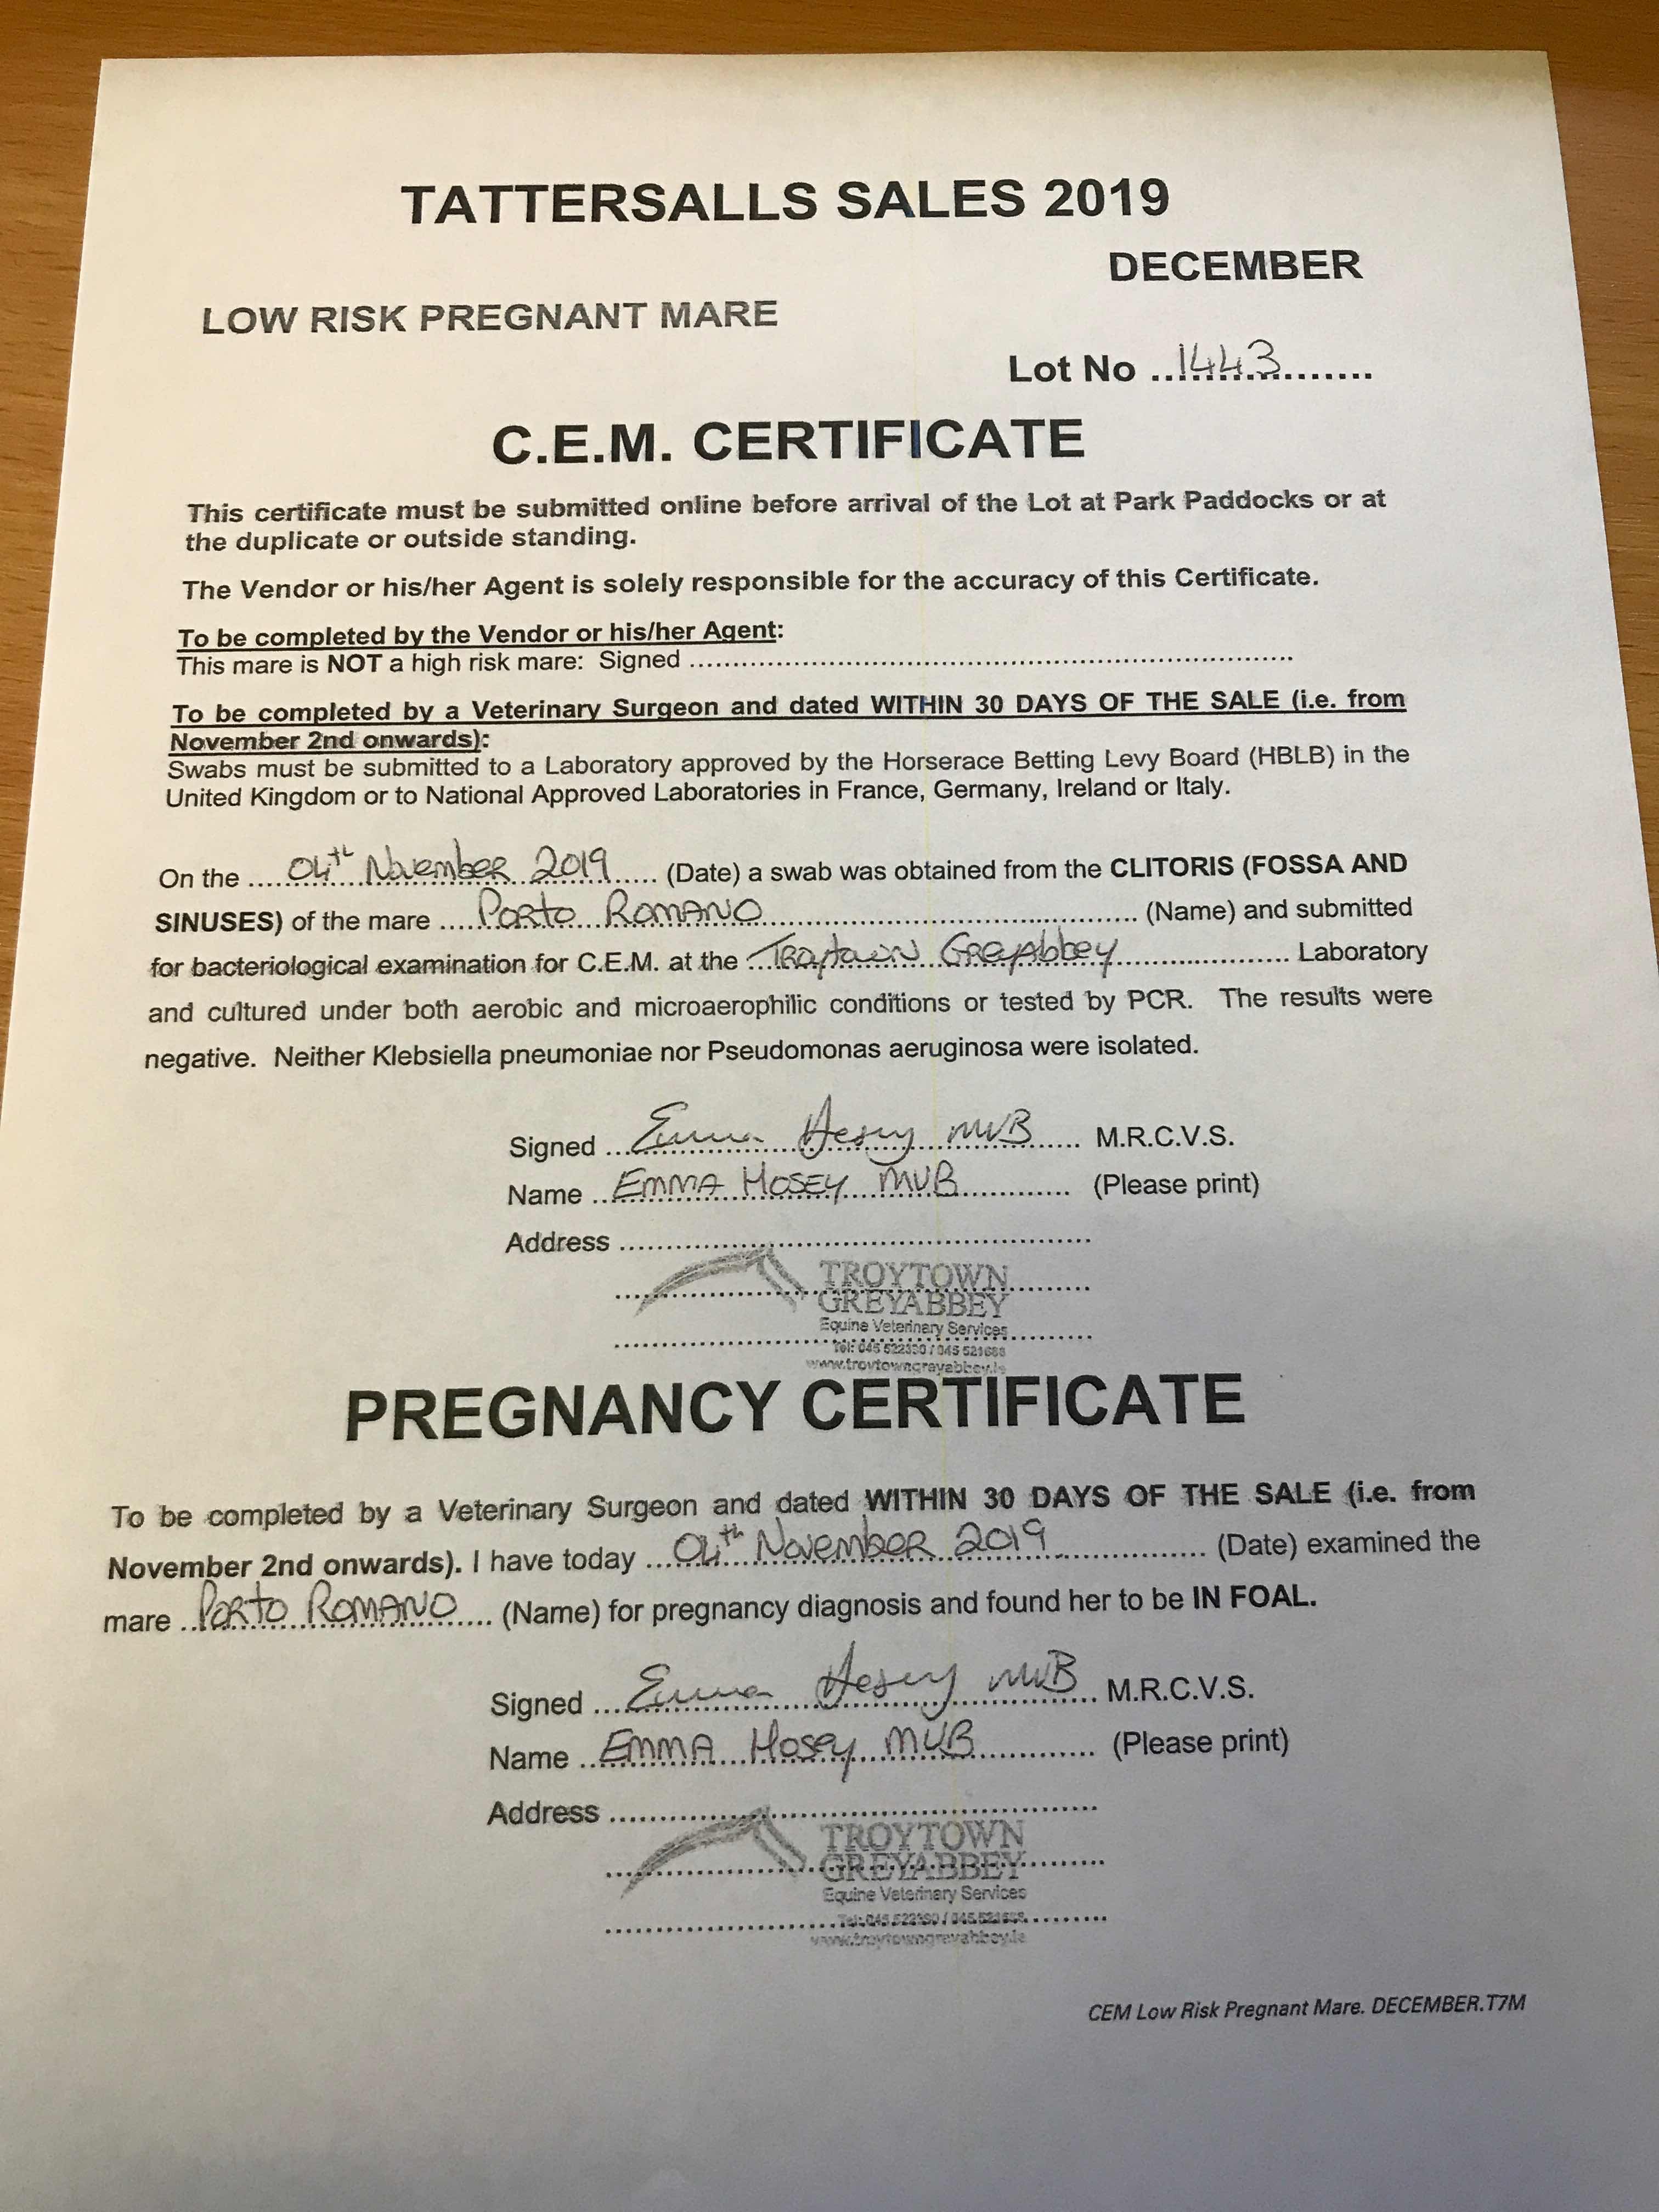 TATTERSALLS SALES 2019
DECEMBER
LOW RISK PREGNANT MARE
Lot No ..1443..........
C.E.M. CERTIFICATE
This certificate must be submitted online before arrival of the Lot at Park Paddocks or at
the duplicate or outside standing.
The Vendor or his/her Agent is solely responsible for the accuracy of this Certificate.
To be completed by the Vendor or his/her Agent:
This mare is NOT a high risk mare: Signed ..........................................................................................
To be completed by a Veterinary Surgeon and dated WITHIN 30 DAYS OF THE SALE (i.e. from
November 2nd onwards):
Swabs must be submitted to a Laboratory approved by the Horserace Betting Levy Board (HBLB) in the
United Kingdom or to National Approved Laboratories in France, Germany, Ireland or Italy.
On the .... 04th November 2019 ...... (Date) a swab was obtained from the CLITORIS (FOSSA AND
SINUSES) of the mare .... Porto Romano .................................. (Name) and submitted
for bacteriological examination for C.E.M. at the ... Troytown Greyabbey .................. Laboratory
and cultured under both aerobic and microaerophilic conditions or tested by PCR. The results were
negative. Neither Klebsiella pneumoniae nor Pseudomonas aeruginosa were isolated.
Signed ... Emma Hosey MVB ...... M.R.C.V.S.
Name .. EMMA HOSEY MVB ............ (Please print)
Address ..................................................
TROYTOWN
GREYABBEY
Equine Veterinary Services
Tel: 045 522350 / 045 521688
www.troytowngreyabbey.ie
PREGNANCY CERTIFICATE
To be completed by a Veterinary Surgeon and dated WITHIN 30 DAYS OF THE SALE (i.e. from
November 2nd onwards). I have today ... 04th November 2019 .................. (Date) examined the
mare .. Porto Romano .... (Name) for pregnancy diagnosis and found her to be IN FOAL.
Signed .... Emma Hosey MVB .... M.R.C.V.S.
Name .. Emma Hosey MVB ............. (Please print)
Address ....................................................
TROYTOWN
GREYABBEY
Equine Veterinary Services
www.troytowngreyabbey.ie
CEM Low Risk Pregnant Mare. DECEMBER.T7M